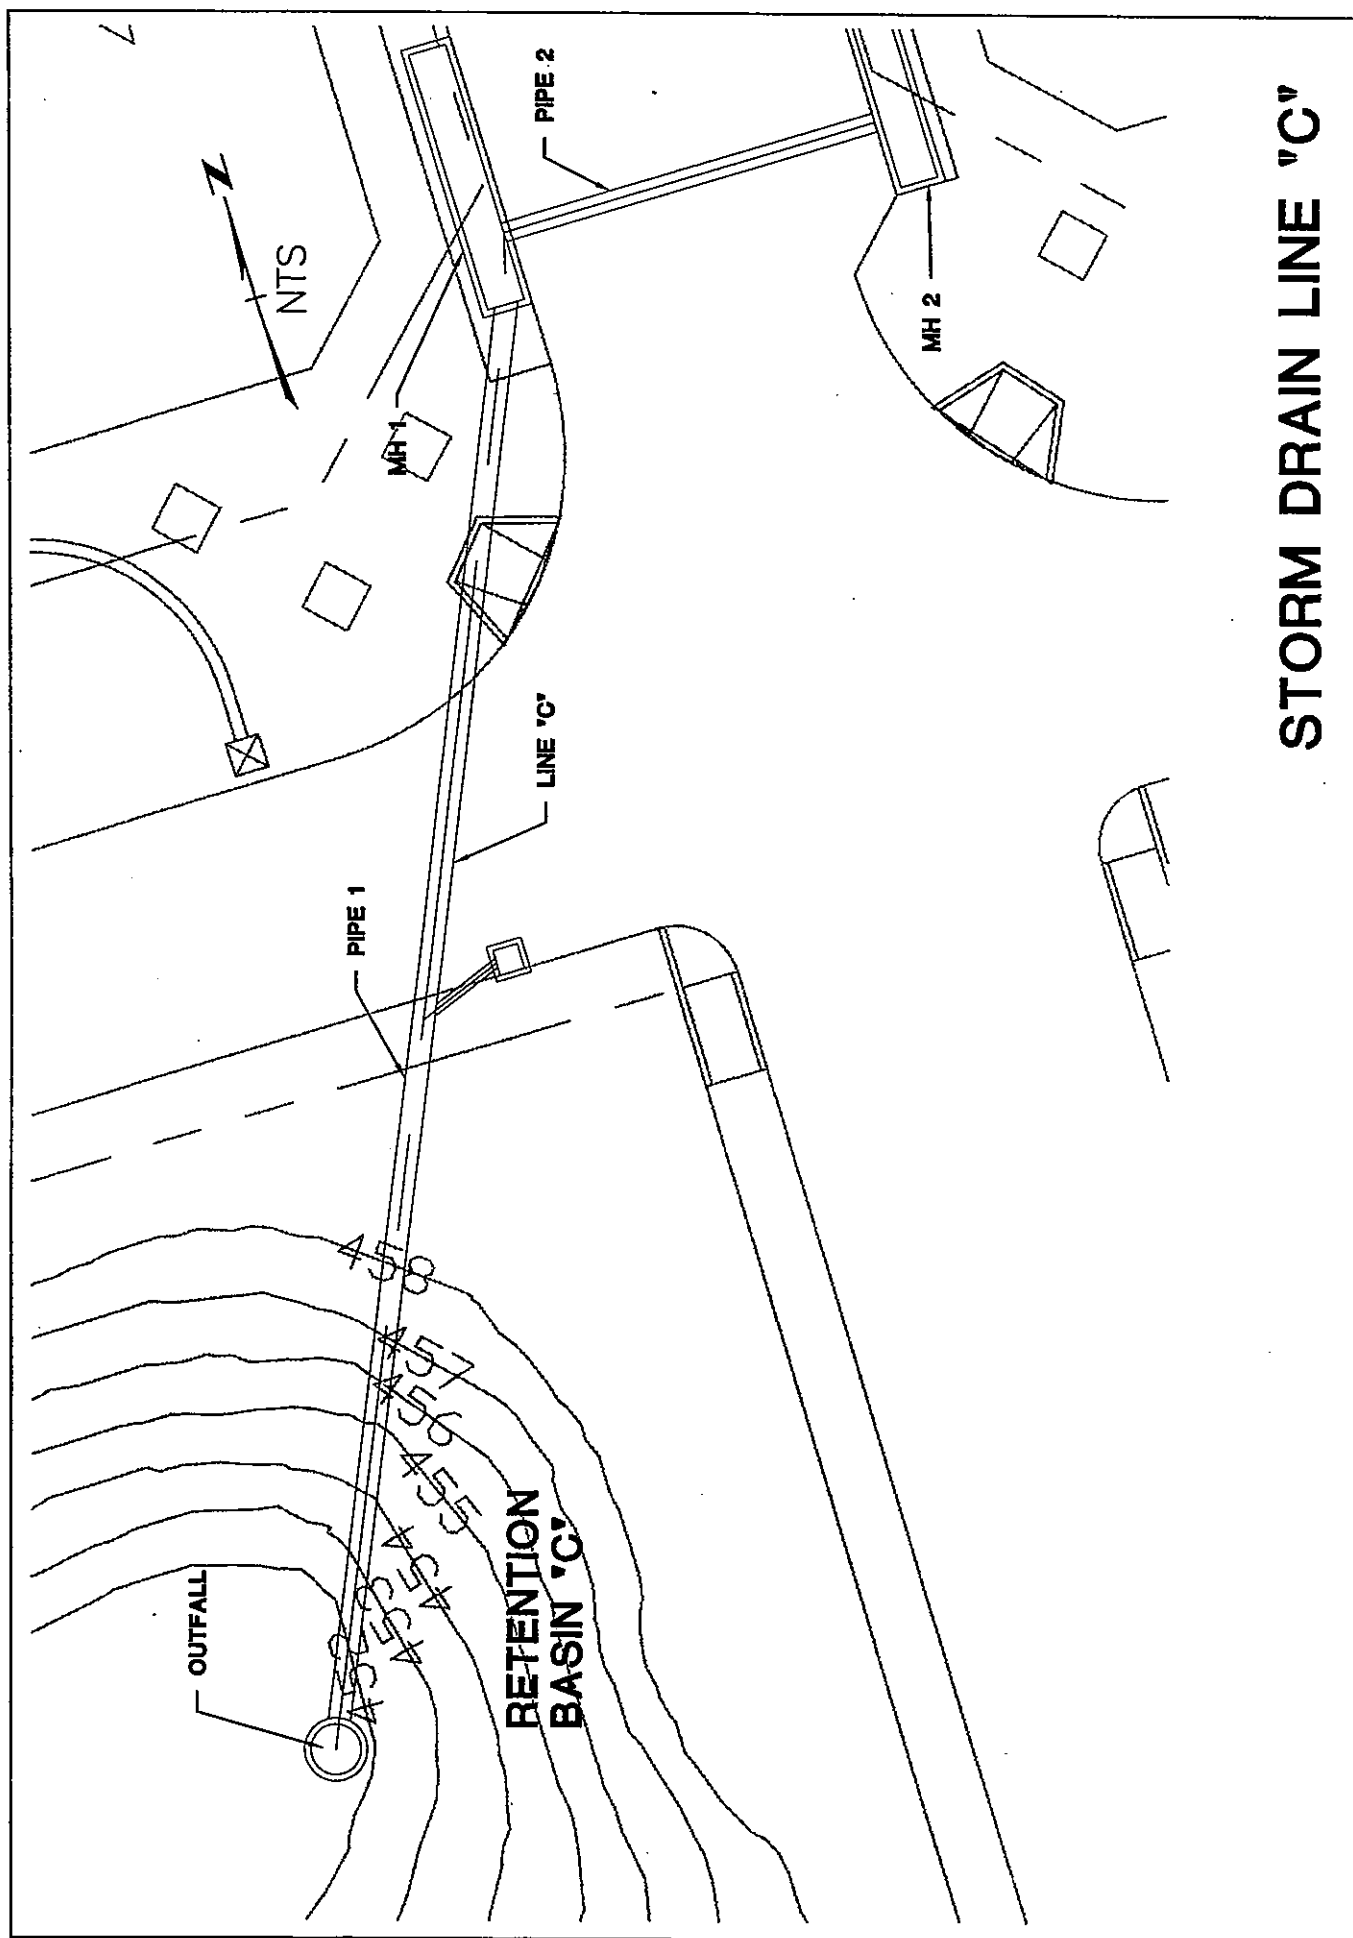 STORM DRAIN LINE "C"
PIPE 2
N
NTS
MH 1
MH 2
LINE "C"
PIPE 1
458
457
456
455
454
453
452
OUTFALL
RETENTION
BASIN "C"